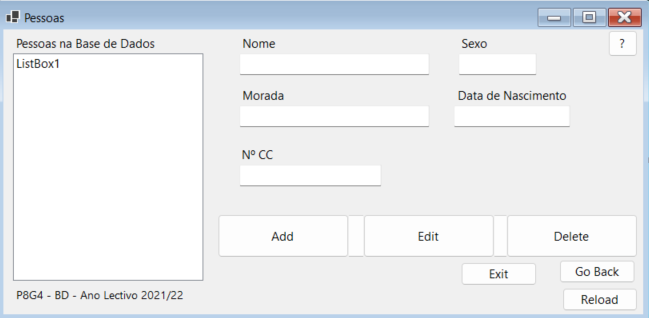 Pessoas
Pessoas na Base de Dados
ListBox1
Nome
Sexo
?
Morada
Data de Nascimento
Nº CC
Add
Edit
Delete
Exit
Go Back
Reload
P8G4 - BD - Ano Lectivo 2021/22